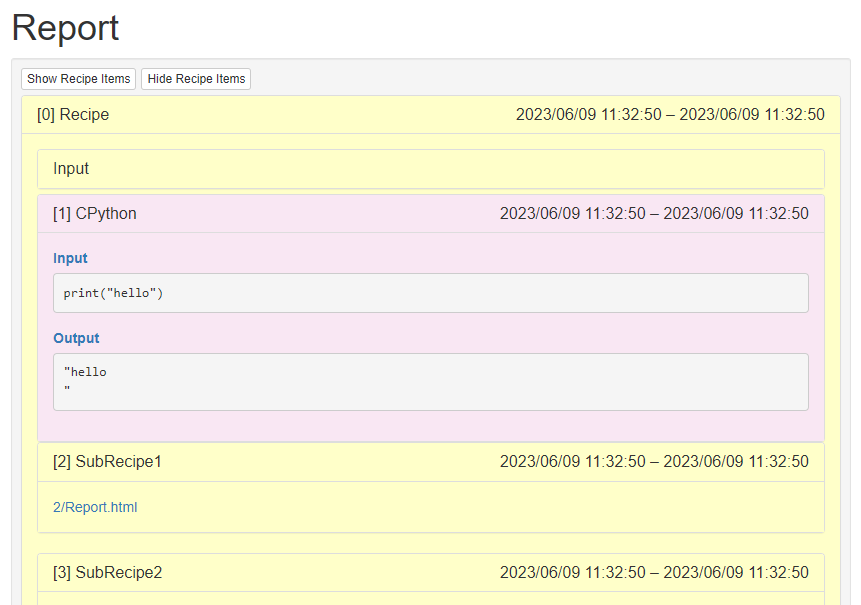 Report
Show Recipe Items Hide Recipe Items
[0] Recipe 2023/06/09 11:32:50 – 2023/06/09 11:32:50
Input
[1] CPython 2023/06/09 11:32:50 – 2023/06/09 11:32:50
Input
print("hello")
Output
"hello
"
[2] SubRecipe1 2023/06/09 11:32:50 – 2023/06/09 11:32:50
2/Report.html
[3] SubRecipe2 2023/06/09 11:32:50 – 2023/06/09 11:32:50